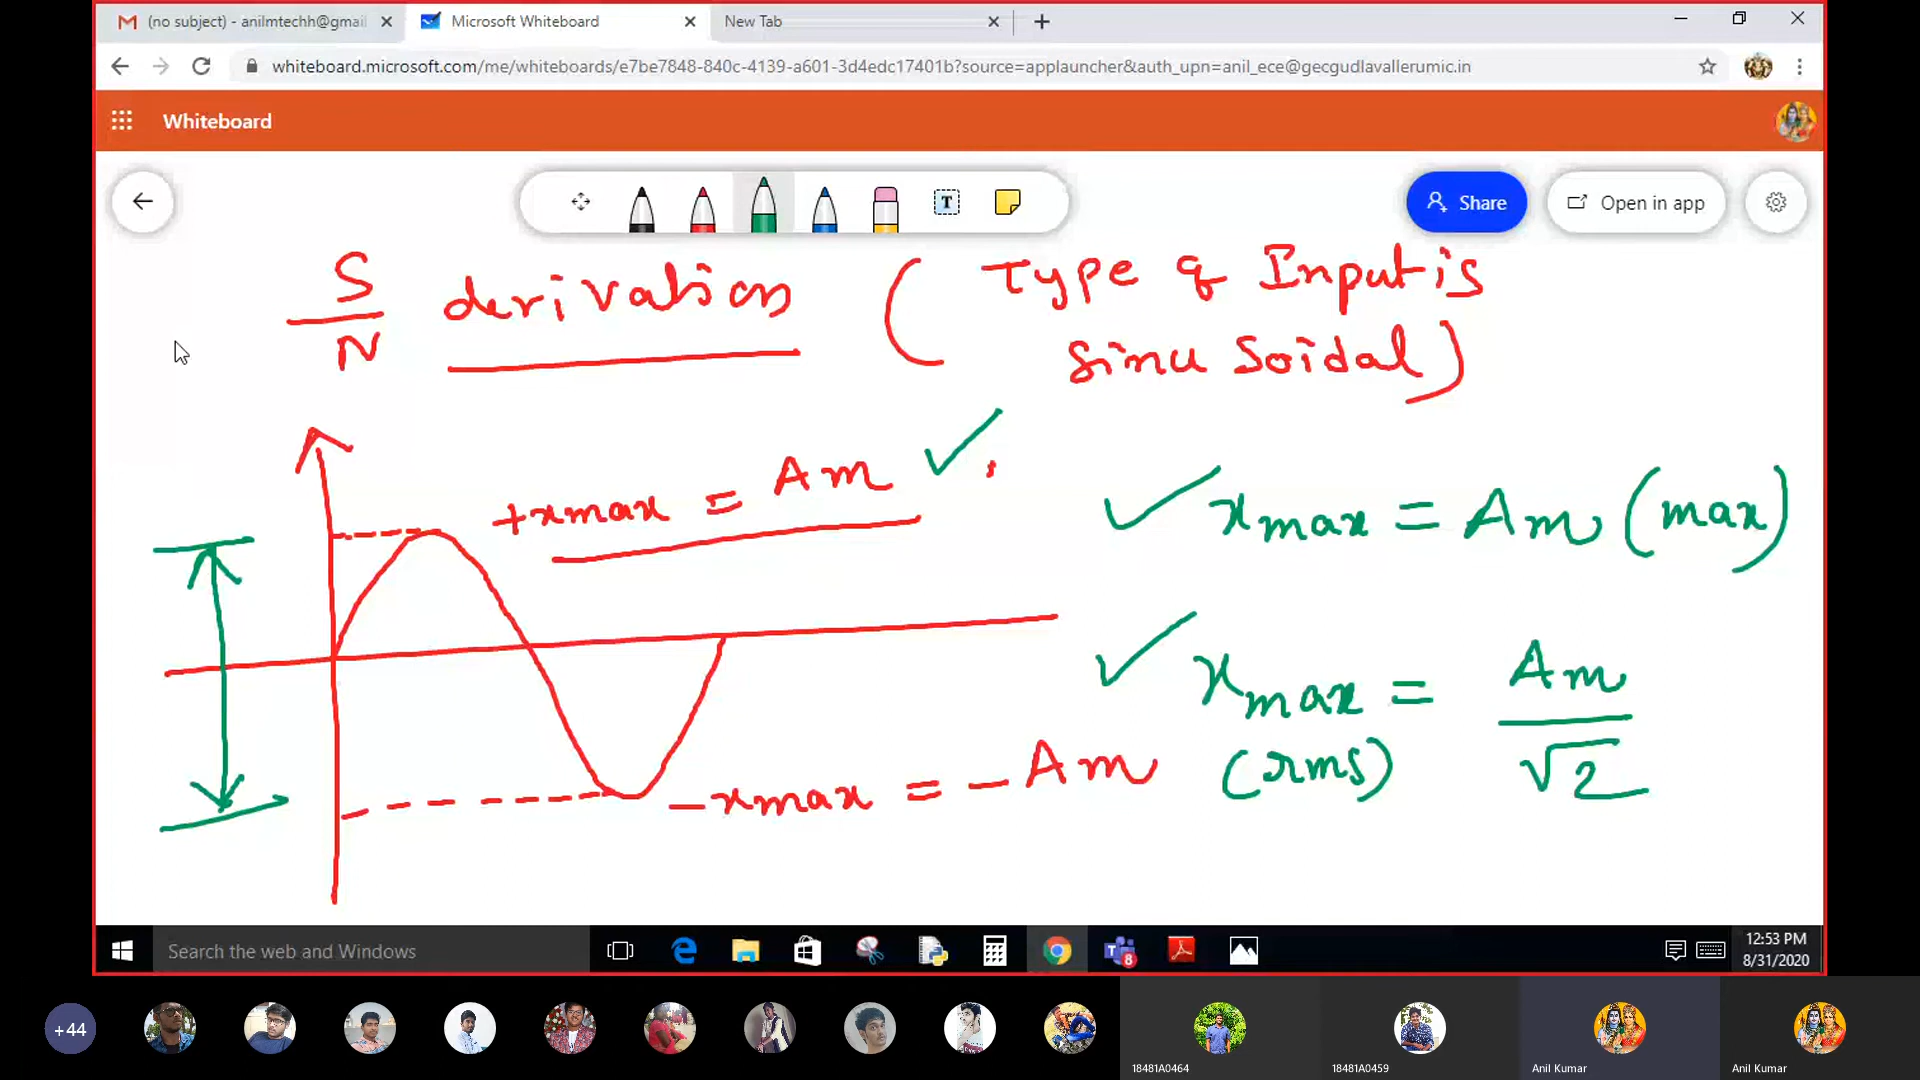 (no subject) - anilmtechh@gmail
Microsoft Whiteboard
New Tab
whiteboard.microsoft.com/me/whiteboards/e7be7848-840c-4139-a601-3d4edc17401b?source=applauncher&auth_upn=anil_ece@gecgudlavallerumic.in
Whiteboard
T
Share
Open in app
S
N
derivation
( Type of Input is
sinusoidal)
+xmax = Am
xmax = Am (max)
xmax = Am
(rms) √2
-xmax = -Am
Search the web and Windows
8
12:53 PM
8/31/2020
+44
18481A0464
18481A0459
Anil Kumar
Anil Kumar